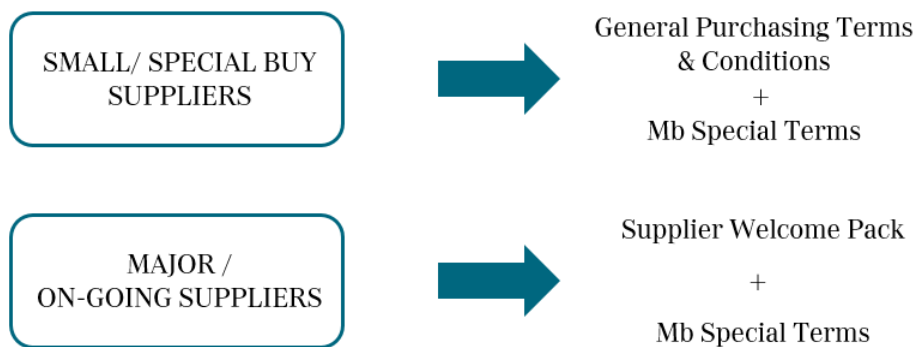 SMALL/ SPECIAL BUY
SUPPLIERS
General Purchasing Terms
& Conditions
+
Mb Special Terms
MAJOR /
ON-GOING SUPPLIERS
Supplier Welcome Pack
+
Mb Special Terms